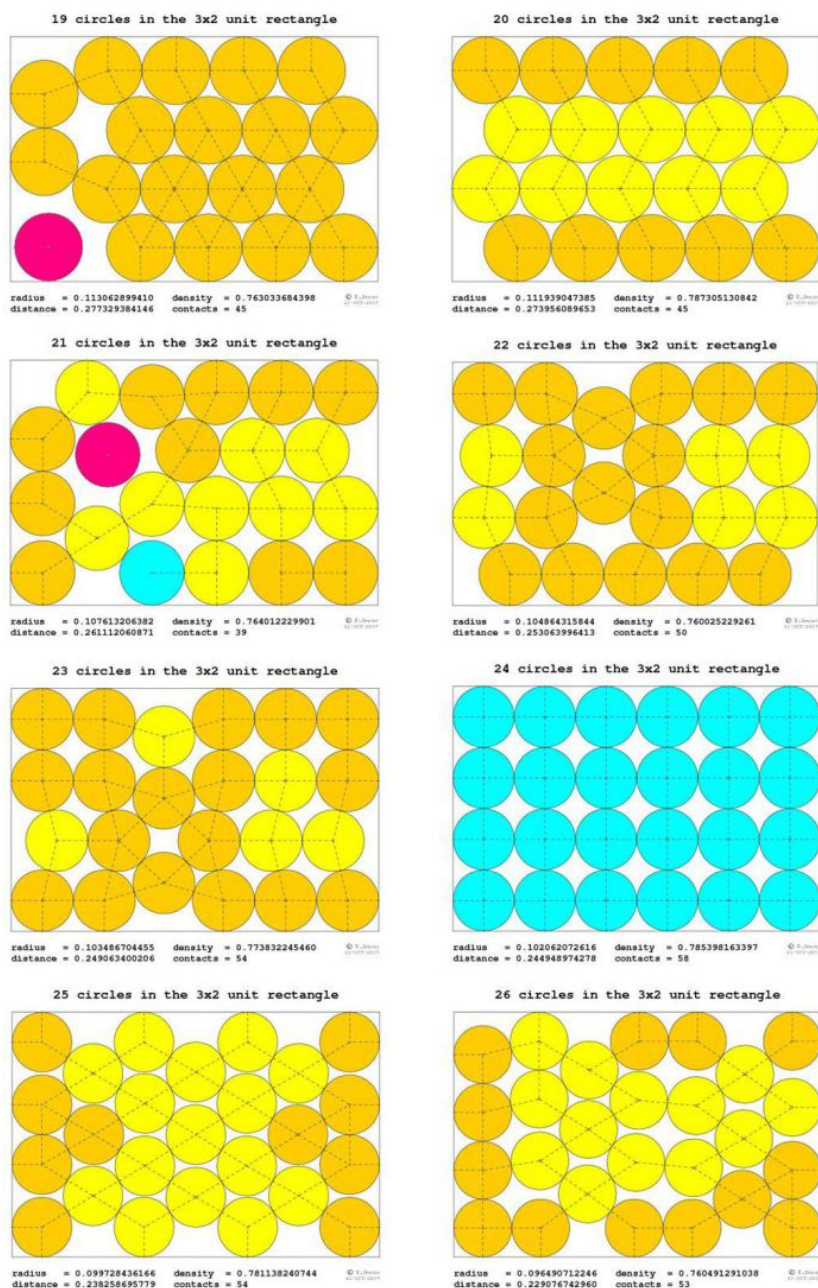 19 circles in the 3x2 unit rectangle
20 circles in the 3x2 unit rectangle
radius = 0.113062899410 density = 0.763033684398
distance = 0.277329384146 contacts = 45
radius = 0.111939047385 density = 0.787305130842
distance = 0.273956089653 contacts = 45
21 circles in the 3x2 unit rectangle
22 circles in the 3x2 unit rectangle
radius = 0.107613206382 density = 0.764012229901
distance = 0.261112060871 contacts = 39
radius = 0.104864315844 density = 0.760025229261
distance = 0.253063996413 contacts = 50
23 circles in the 3x2 unit rectangle
24 circles in the 3x2 unit rectangle
radius = 0.103486704455 density = 0.773832245460
distance = 0.249063400206 contacts = 54
radius = 0.102062072616 density = 0.785398163397
distance = 0.244948974278 contacts = 58
25 circles in the 3x2 unit rectangle
26 circles in the 3x2 unit rectangle
radius = 0.099728436166 density = 0.781138240744
distance = 0.238258695779 contacts = 54
radius = 0.096490712246 density = 0.760491291038
distance = 0.229076742960 contacts = 53